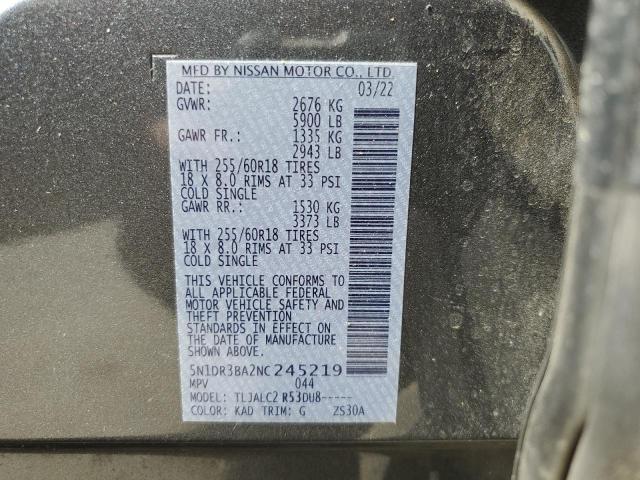 MFD BY NISSAN MOTOR CO., LTD.
DATE: 03/22
GVWR: 2676 KG
5900 LB
GAWR FR.: 1335 KG
2943 LB
WITH 255/60R18 TIRES
18 X 8.0 RIMS AT 33 PSI
COLD SINGLE
GAWR RR.: 1530 KG
3373 LB
WITH 255/60R18 TIRES
18 X 8.0 RIMS AT 33 PSI
COLD SINGLE
THIS VEHICLE CONFORMS TO
ALL APPLICABLE FEDERAL
MOTOR VEHICLE SAFETY AND
THEFT PREVENTION
STANDARDS IN EFFECT ON
THE DATE OF MANUFACTURE
SHOWN ABOVE.
5N1DR3BA2NC245219
MPV 044
MODEL: TLJALC2 R53DU8-----
COLOR: KAD TRIM: G ZS30A